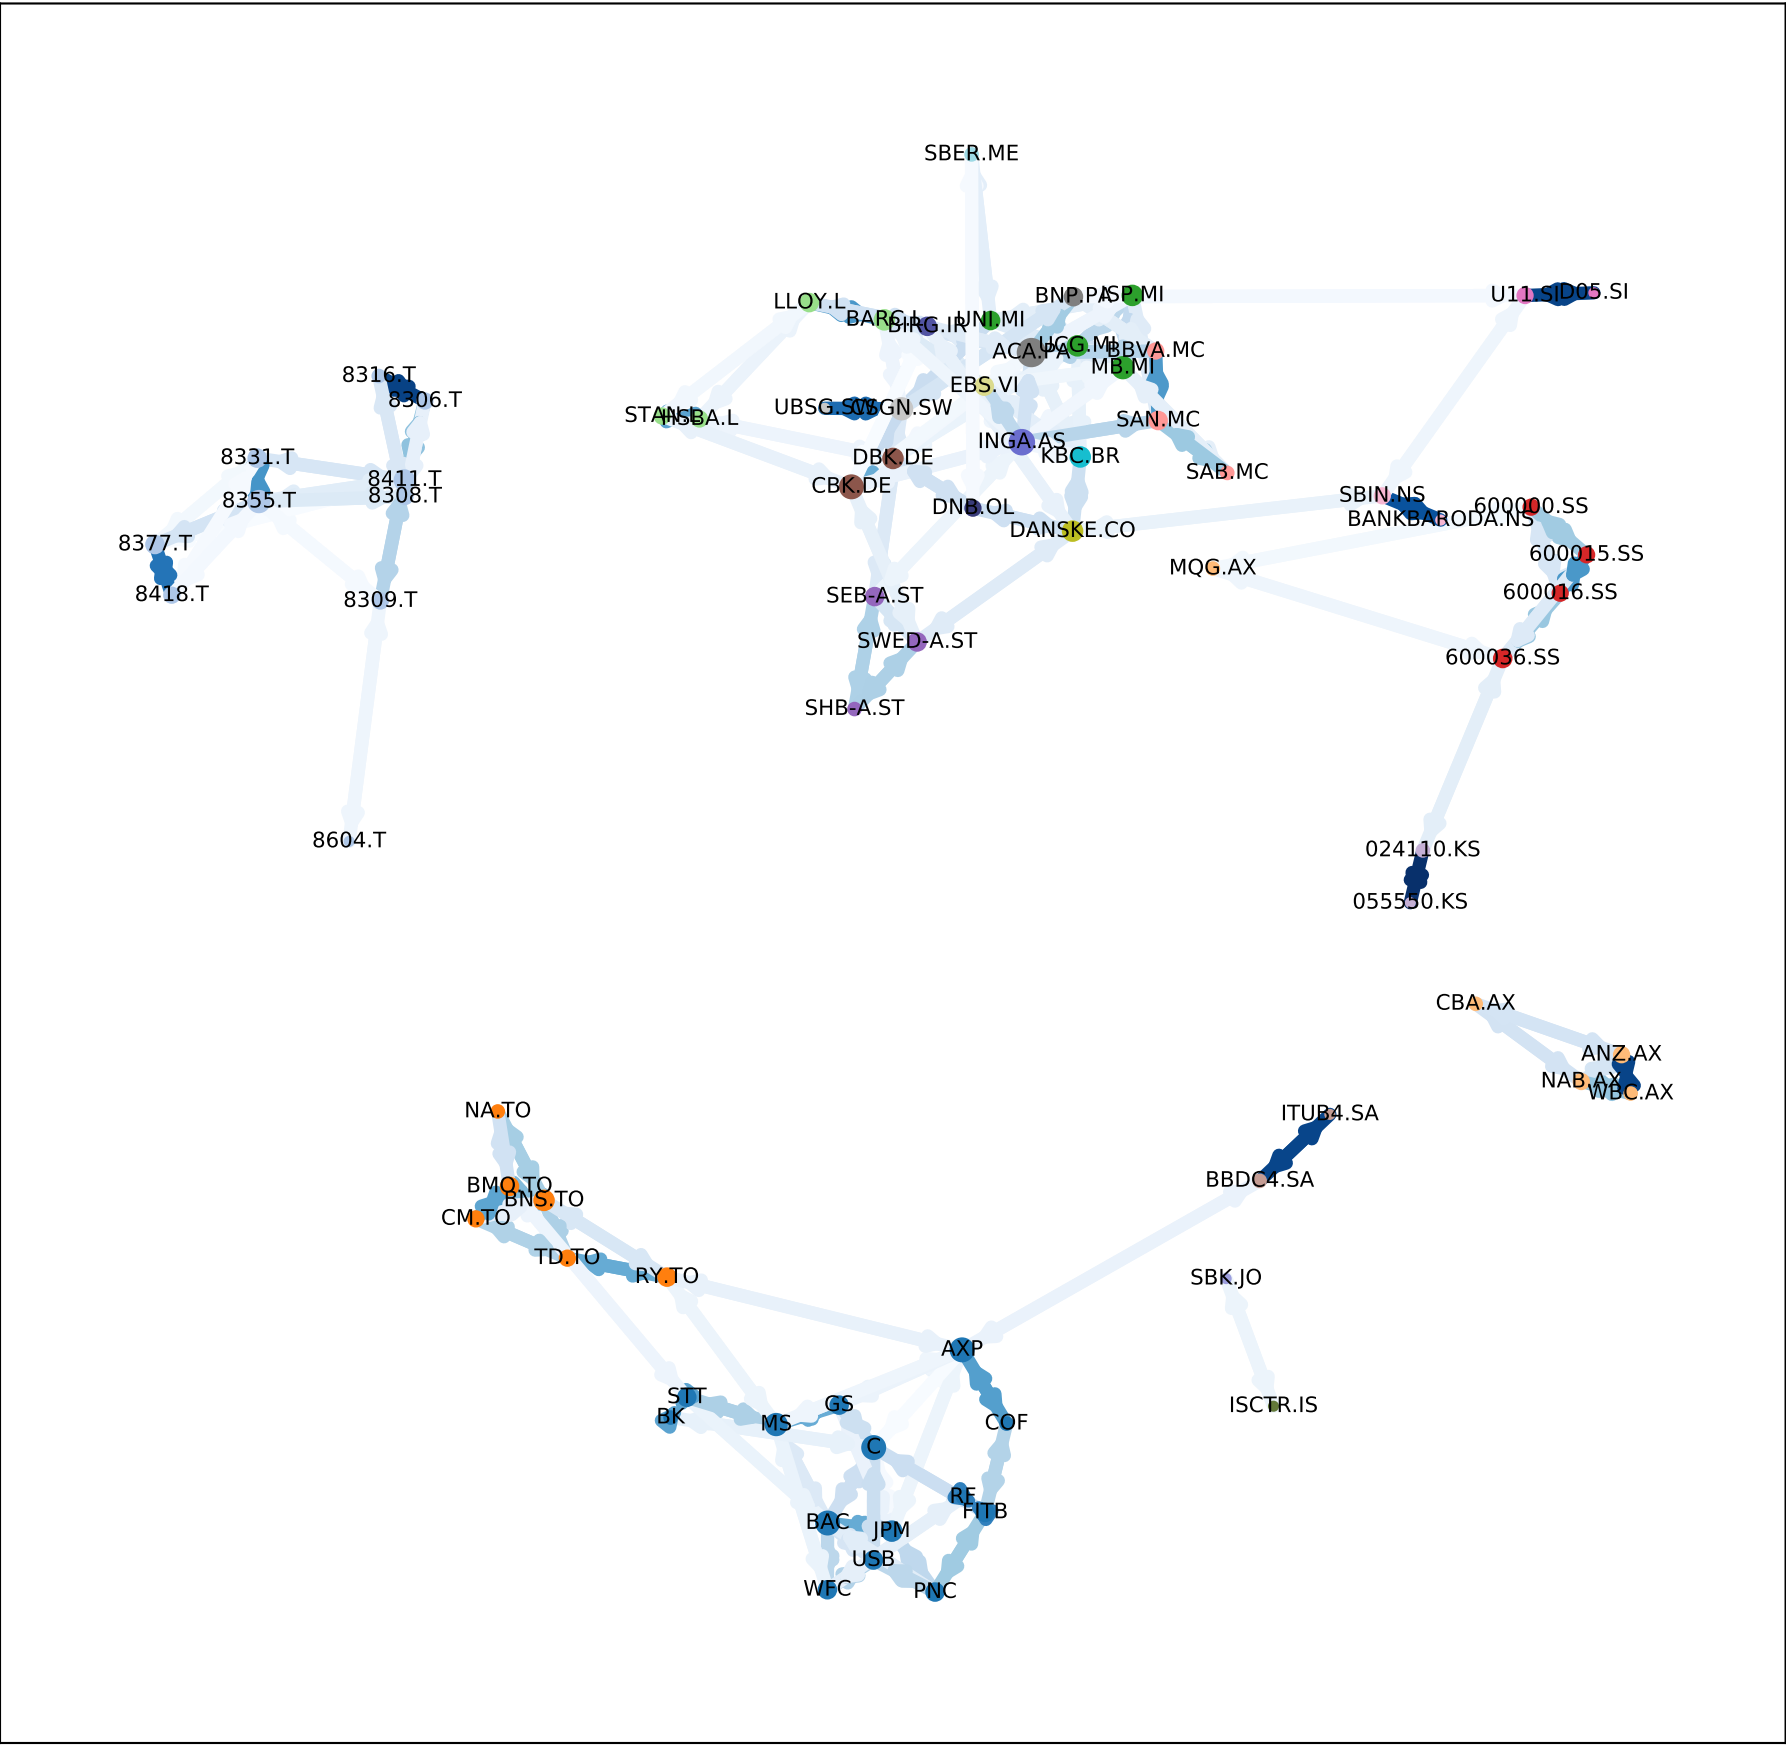 SBER.ME
LLOY.L
BNP.PA
ISP.MI
U11.SI
D05.SI
BARC.L
BIRG.IR
UNI.MI
ACA.PA
UCG.MI
BBVA.MC
MB.MI
8316.T
8306.T
EBS.VI
STAN.L
HSBA.L
UBSG.SW
CSGN.SW
SAN.MC
INGA.AS
KBC.BR
8331.T
DBK.DE
SAB.MC
8411.T
8308.T
8355.T
CBK.DE
SBIN.NS
DNB.OL
600000.SS
BANKBARODA.NS
DANSKE.CO
8377.T
600015.SS
MQG.AX
8418.T
8309.T
SEB-A.ST
600016.SS
SWED-A.ST
600036.SS
SHB-A.ST
8604.T
024110.KS
055550.KS
CBA.AX
ANZ.AX
NAB.AX
WBC.AX
NA.TO
ITUB4.SA
BMO.TO
BNS.TO
BBDC4.SA
CM.TO
TD.TO
RY.TO
SBK.JO
AXP
STT
BK
GS
MS
COF
ISCTR.IS
C
RF
FITB
BAC
JPM
USB
WFC
PNC